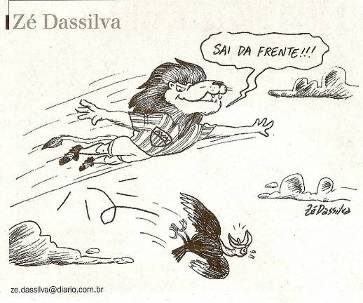 Zé Dassilva
SAI DA FRENTE!!!
ZéDassilva
ze.dassilva@diario.com.br